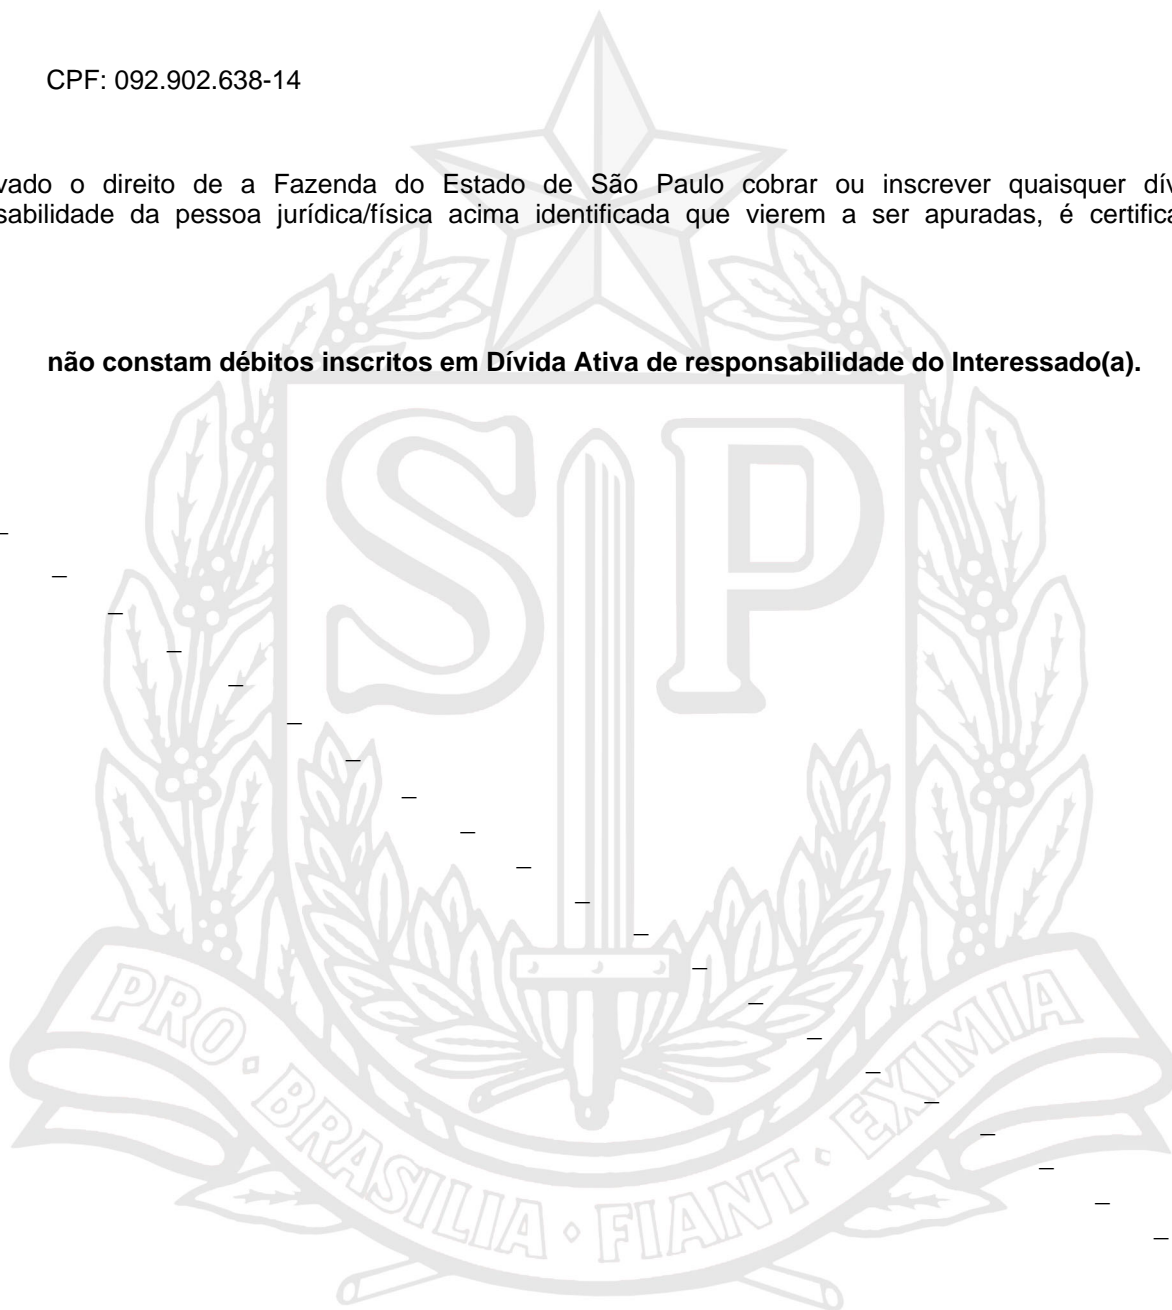 CPF: 092.902.638-14
vado o direito de a Fazenda do Estado de São Paulo cobrar ou inscrever quaisquer dív
sabilidade da pessoa jurídica/física acima identificada que vierem a ser apuradas, é certifica
não constam débitos inscritos em Dívida Ativa de responsabilidade do Interessado(a).
SP
PRO · BRASILIA · FIANT · EXIMIA